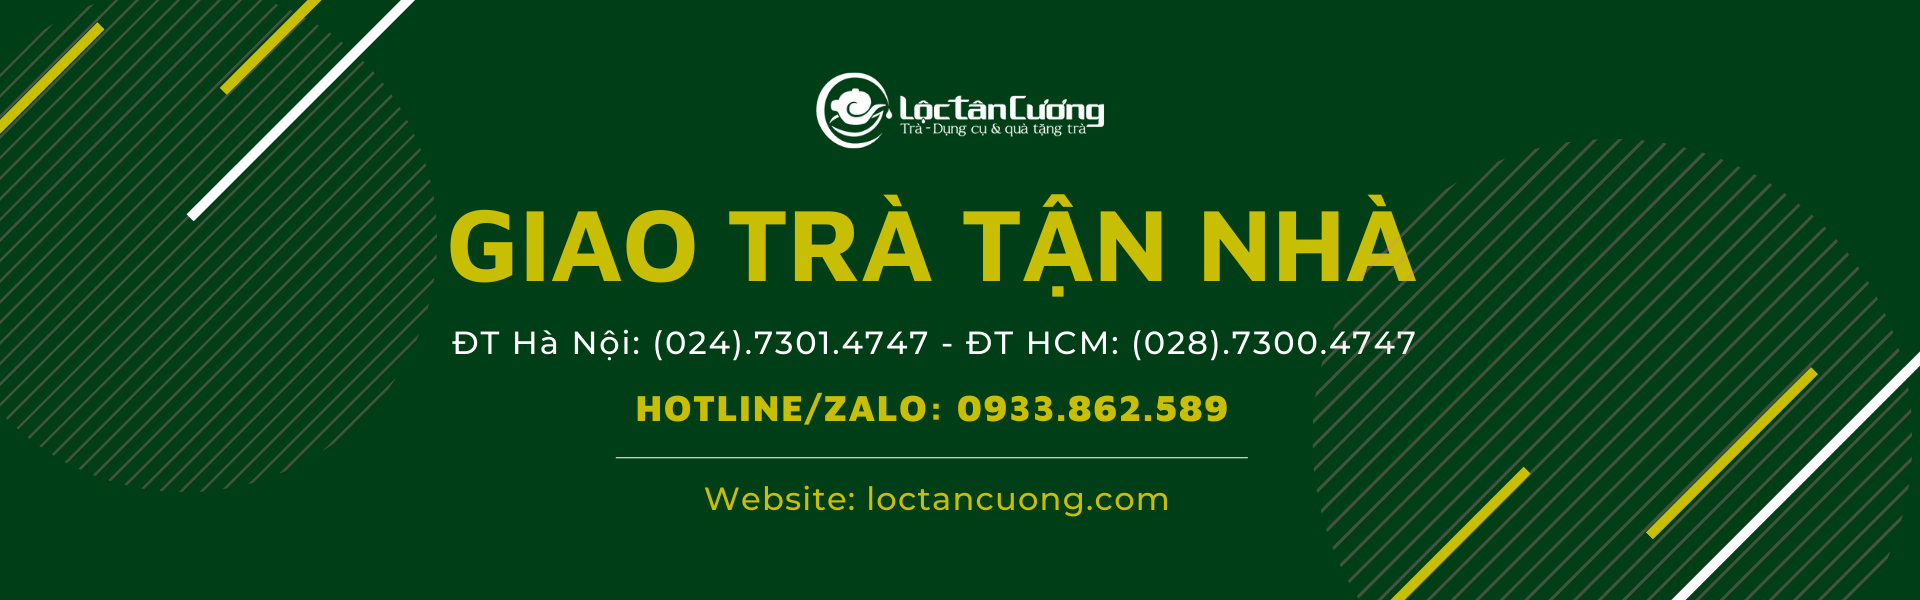 LộcTânCương
Trà - Dụng cụ & quà tặng trà
GIAO TRÀ TẬN NHÀ
ĐT Hà Nội: (024).7301.4747 - ĐT HCM: (028).7300.4747
HOTLINE/ZALO: 0933.862.589
Website: loctancuong.com